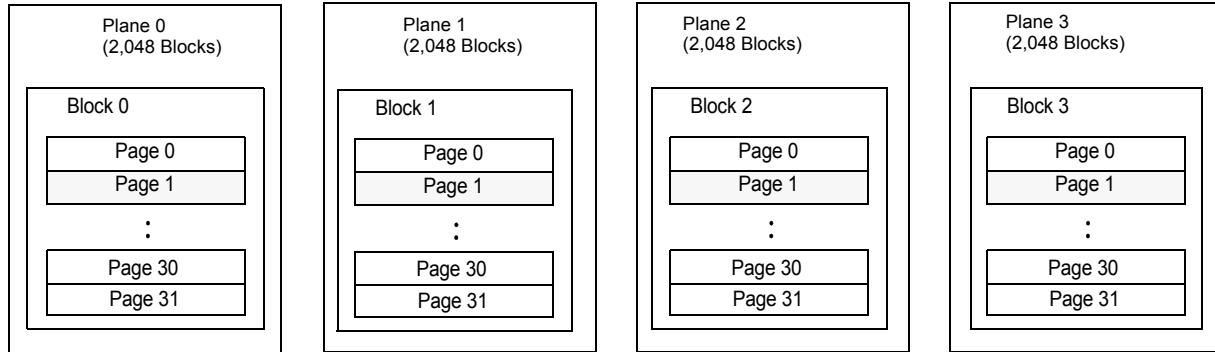 Plane 0
(2,048 Blocks)
Block 0
Page 0
Page 1
:
Page 30
Page 31
Plane 1
(2,048 Blocks)
Block 1
Page 0
Page 1
:
Page 30
Page 31
Plane 2
(2,048 Blocks)
Block 2
Page 0
Page 1
:
Page 30
Page 31
Plane 3
(2,048 Blocks)
Block 3
Page 0
Page 1
:
Page 30
Page 31